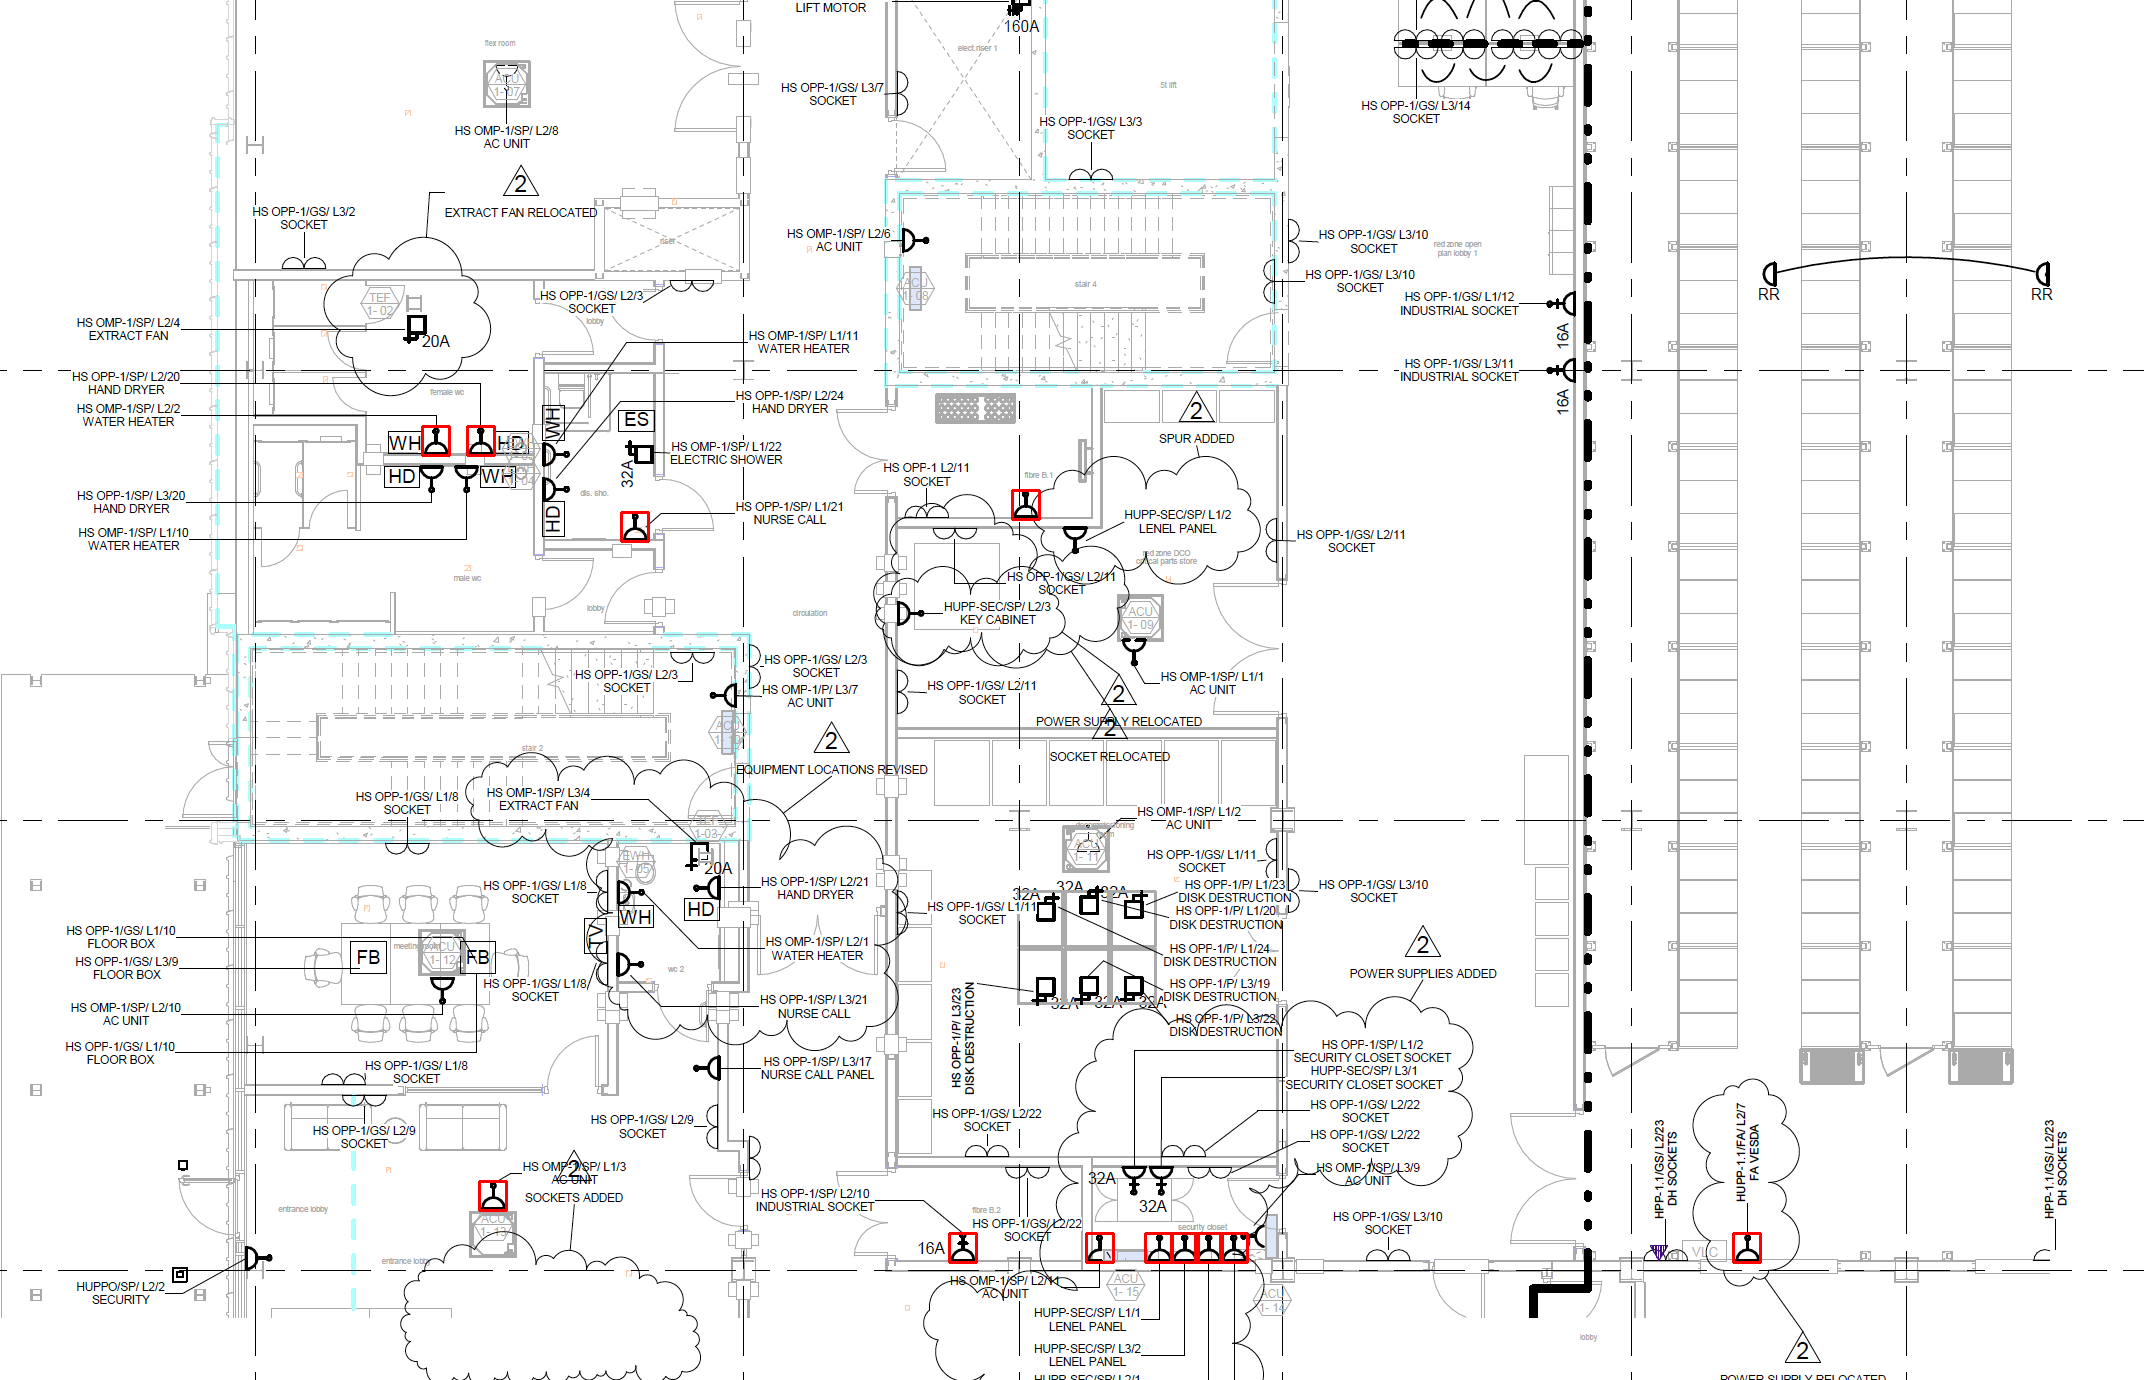 LIFT MOTOR
160A
flex room
elect.riser 1
5t lift
ACU
1- 07
HS OPP-1/GS/ L3/7
SOCKET
HS OPP-1/GS/ L3/14
SOCKET
HS OPP-1/GS/ L3/3
SOCKET
HS OMP-1/SP/ L2/8
AC UNIT
2
EXTRACT FAN RELOCATED
HS OPP-1/GS/ L3/2
SOCKET
riser
HS OMP-1/SP/ L2/6
AC UNIT
HS OPP-1/GS/ L3/10
SOCKET
red zone open
plan lobby 1
HS OPP-1/GS/ L3/10
SOCKET
stair 4
ACU
1- 08
RR
RR
TEF
1- 02
HS OPP-1/GS/ L2/3
SOCKET
lobby
HS OPP-1/GS/ L1/12
INDUSTRIAL SOCKET
16A
HS OMP-1/SP/ L2/4
EXTRACT FAN
20A
HS OMP-1/SP/ L1/11
WATER HEATER
HS OPP-1/GS/ L3/11
INDUSTRIAL SOCKET
16A
HS OPP-1/SP/ L2/20
HAND DRYER
female wc
HS OPP-1/SP/ L2/24
HAND DRYER
HS OMP-1/SP/ L2/2
WATER HEATER
WH
ES
2
SPUR ADDED
WH
HD
HS OMP-1/SP/ L1/22
ELECTRIC SHOWER
32A
HD
WH
04
HS OPP-1 L2/11
SOCKET
fibre B.1
HS OPP-1/SP/ L3/20
HAND DRYER
dis. sho.
HD
HS OPP-1/SP/ L1/21
NURSE CALL
HUPP-SEC/SP/ L1/2
LENEL PANEL
HS OMP-1/SP/ L1/10
WATER HEATER
HS OPP-1/GS/ L2/11
SOCKET
red zone DCO
critical parts store
male wc
HS OPP-1/GS/ L2/11
SOCKET
lobby
circulation
HUPP-SEC/SP/ L2/3
KEY CABINET
ACU
1- 09
HS OPP-1/GS/ L2/3
SOCKET
HS OPP-1/GS/ L2/3
SOCKET
HS OMP-1/P/ L3/7
AC UNIT
HS OPP-1/GS/ L2/11
SOCKET
HS OMP-1/SP/ L1/1
AC UNIT
2
POWER SUPPLY RELOCATED
2
SOCKET RELOCATED
stair 2
ACU
2
EQUIPMENT LOCATIONS REVISED
HS OPP-1/GS/ L1/8
SOCKET
HS OMP-1/SP/ L3/4
EXTRACT FAN
1-03
HS OMP-1/SP/ L1/2
AC UNIT
ACU
1- 11
EWH
1- 05
20A
HS OPP-1/GS/ L1/11
SOCKET
HS OPP-1/GS/ L1/8
SOCKET
HS OPP-1/SP/ L2/21
HAND DRYER
32A
32A
32A
HS OPP-1/P/ L1/23
DISK DESTRUCTION
HS OPP-1/GS/ L3/10
SOCKET
HS OPP-1/GS/ L1/11
SOCKET
HS OPP-1/P/ L1/20
DISK DESTRUCTION
WH
HD
TV
HS OPP-1/GS/ L1/10
FLOOR BOX
meeting room
FB
ACU
1- 12
FB
HS OMP-1/SP/ L2/1
WATER HEATER
HS OPP-1/P/ L1/24
DISK DESTRUCTION
2
POWER SUPPLIES ADDED
HS OPP-1/GS/ L3/9
FLOOR BOX
wc 2
HS OPP-1/GS/ L1/8
SOCKET
HS OPP-1/P/ L3/19
DISK DESTRUCTION
HS OMP-1/SP/ L2/10
AC UNIT
HS OPP-1/SP/ L3/21
NURSE CALL
32A
32A
32A
HS OPP-1/P/ L3/22
DISK DESTRUCTION
HS OPP-1/P/ L3/23
DISK DESTRUCTION
HS OPP-1/GS/ L1/10
FLOOR BOX
HS OPP-1/GS/ L1/8
SOCKET
HS OPP-1/SP/ L3/17
NURSE CALL PANEL
HS OPP-1/SP/ L1/2
SECURITY CLOSET SOCKET
HUPP-SEC/SP/ L3/1
SECURITY CLOSET SOCKET
HS OPP-1/GS/ L2/9
SOCKET
HS OPP-1/GS/ L2/9
SOCKET
HS OPP-1/GS/ L2/22
SOCKET
HS OPP-1/GS/ L2/22
SOCKET
HS OPP-1/GS/ L2/22
SOCKET
HS OMP-1/SP/ L1/3
AC UNIT
2
SOCKETS ADDED
HS OPP-1/SP/ L2/10
INDUSTRIAL SOCKET
32A
32A
HS OMP-1/SP/ L3/9
AC UNIT
HPP-1.1/GS/ L2/23
DH SOCKETS
HUPP-1.1/FA/ L2/7
FA VESDA
HPP-1.1/GS/ L2/23
DH SOCKETS
entrance lobby
ACU
1- 13
fibre B.2
HS OPP-1/GS/ L2/22
SOCKET
security closet
HS OPP-1/GS/ L3/10
SOCKET
16A
entrance lobby
HUPPO/SP/ L2/2
SECURITY
HS OMP-1/SP/ L2/11
AC UNIT
ACU
1- 15
ACU
1- 14
HUPP-SEC/SP/ L1/1
LENEL PANEL
lobby
HUPP-SEC/SP/ L3/2
LENEL PANEL
2
HUPP-SEC/SP/ L2/1
POWER SUPPLY RELOCATED